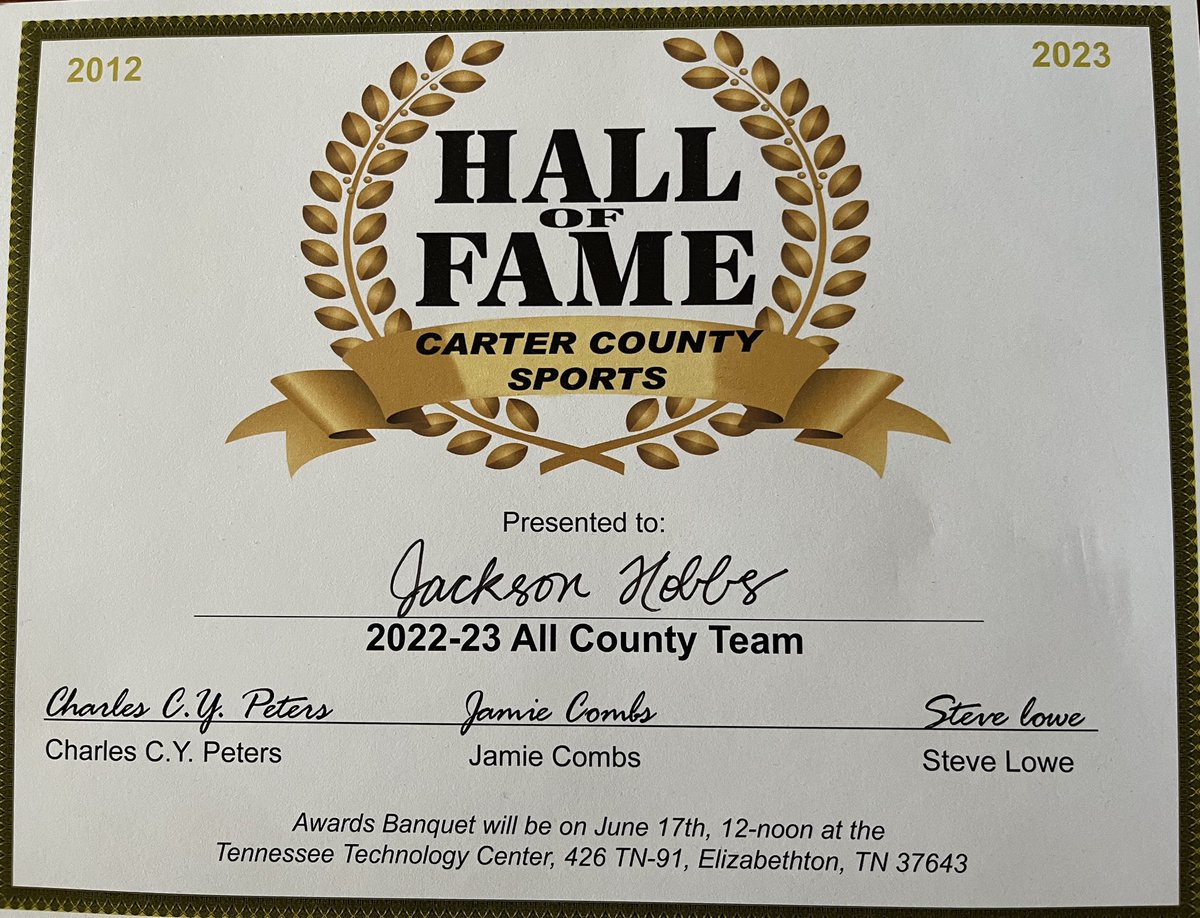 2012
2023
HALL
OF
FAME
CARTER COUNTY
SPORTS
Presented to:
Jackson Hobbs
2022-23 All County Team
Charles C.Y. Peters
Jamie Combs
Steve lowe
Charles C.Y. Peters
Jamie Combs
Steve Lowe
Awards Banquet will be on June 17th, 12-noon at the
Tennessee Technology Center, 426 TN-91, Elizabethton, TN 37643